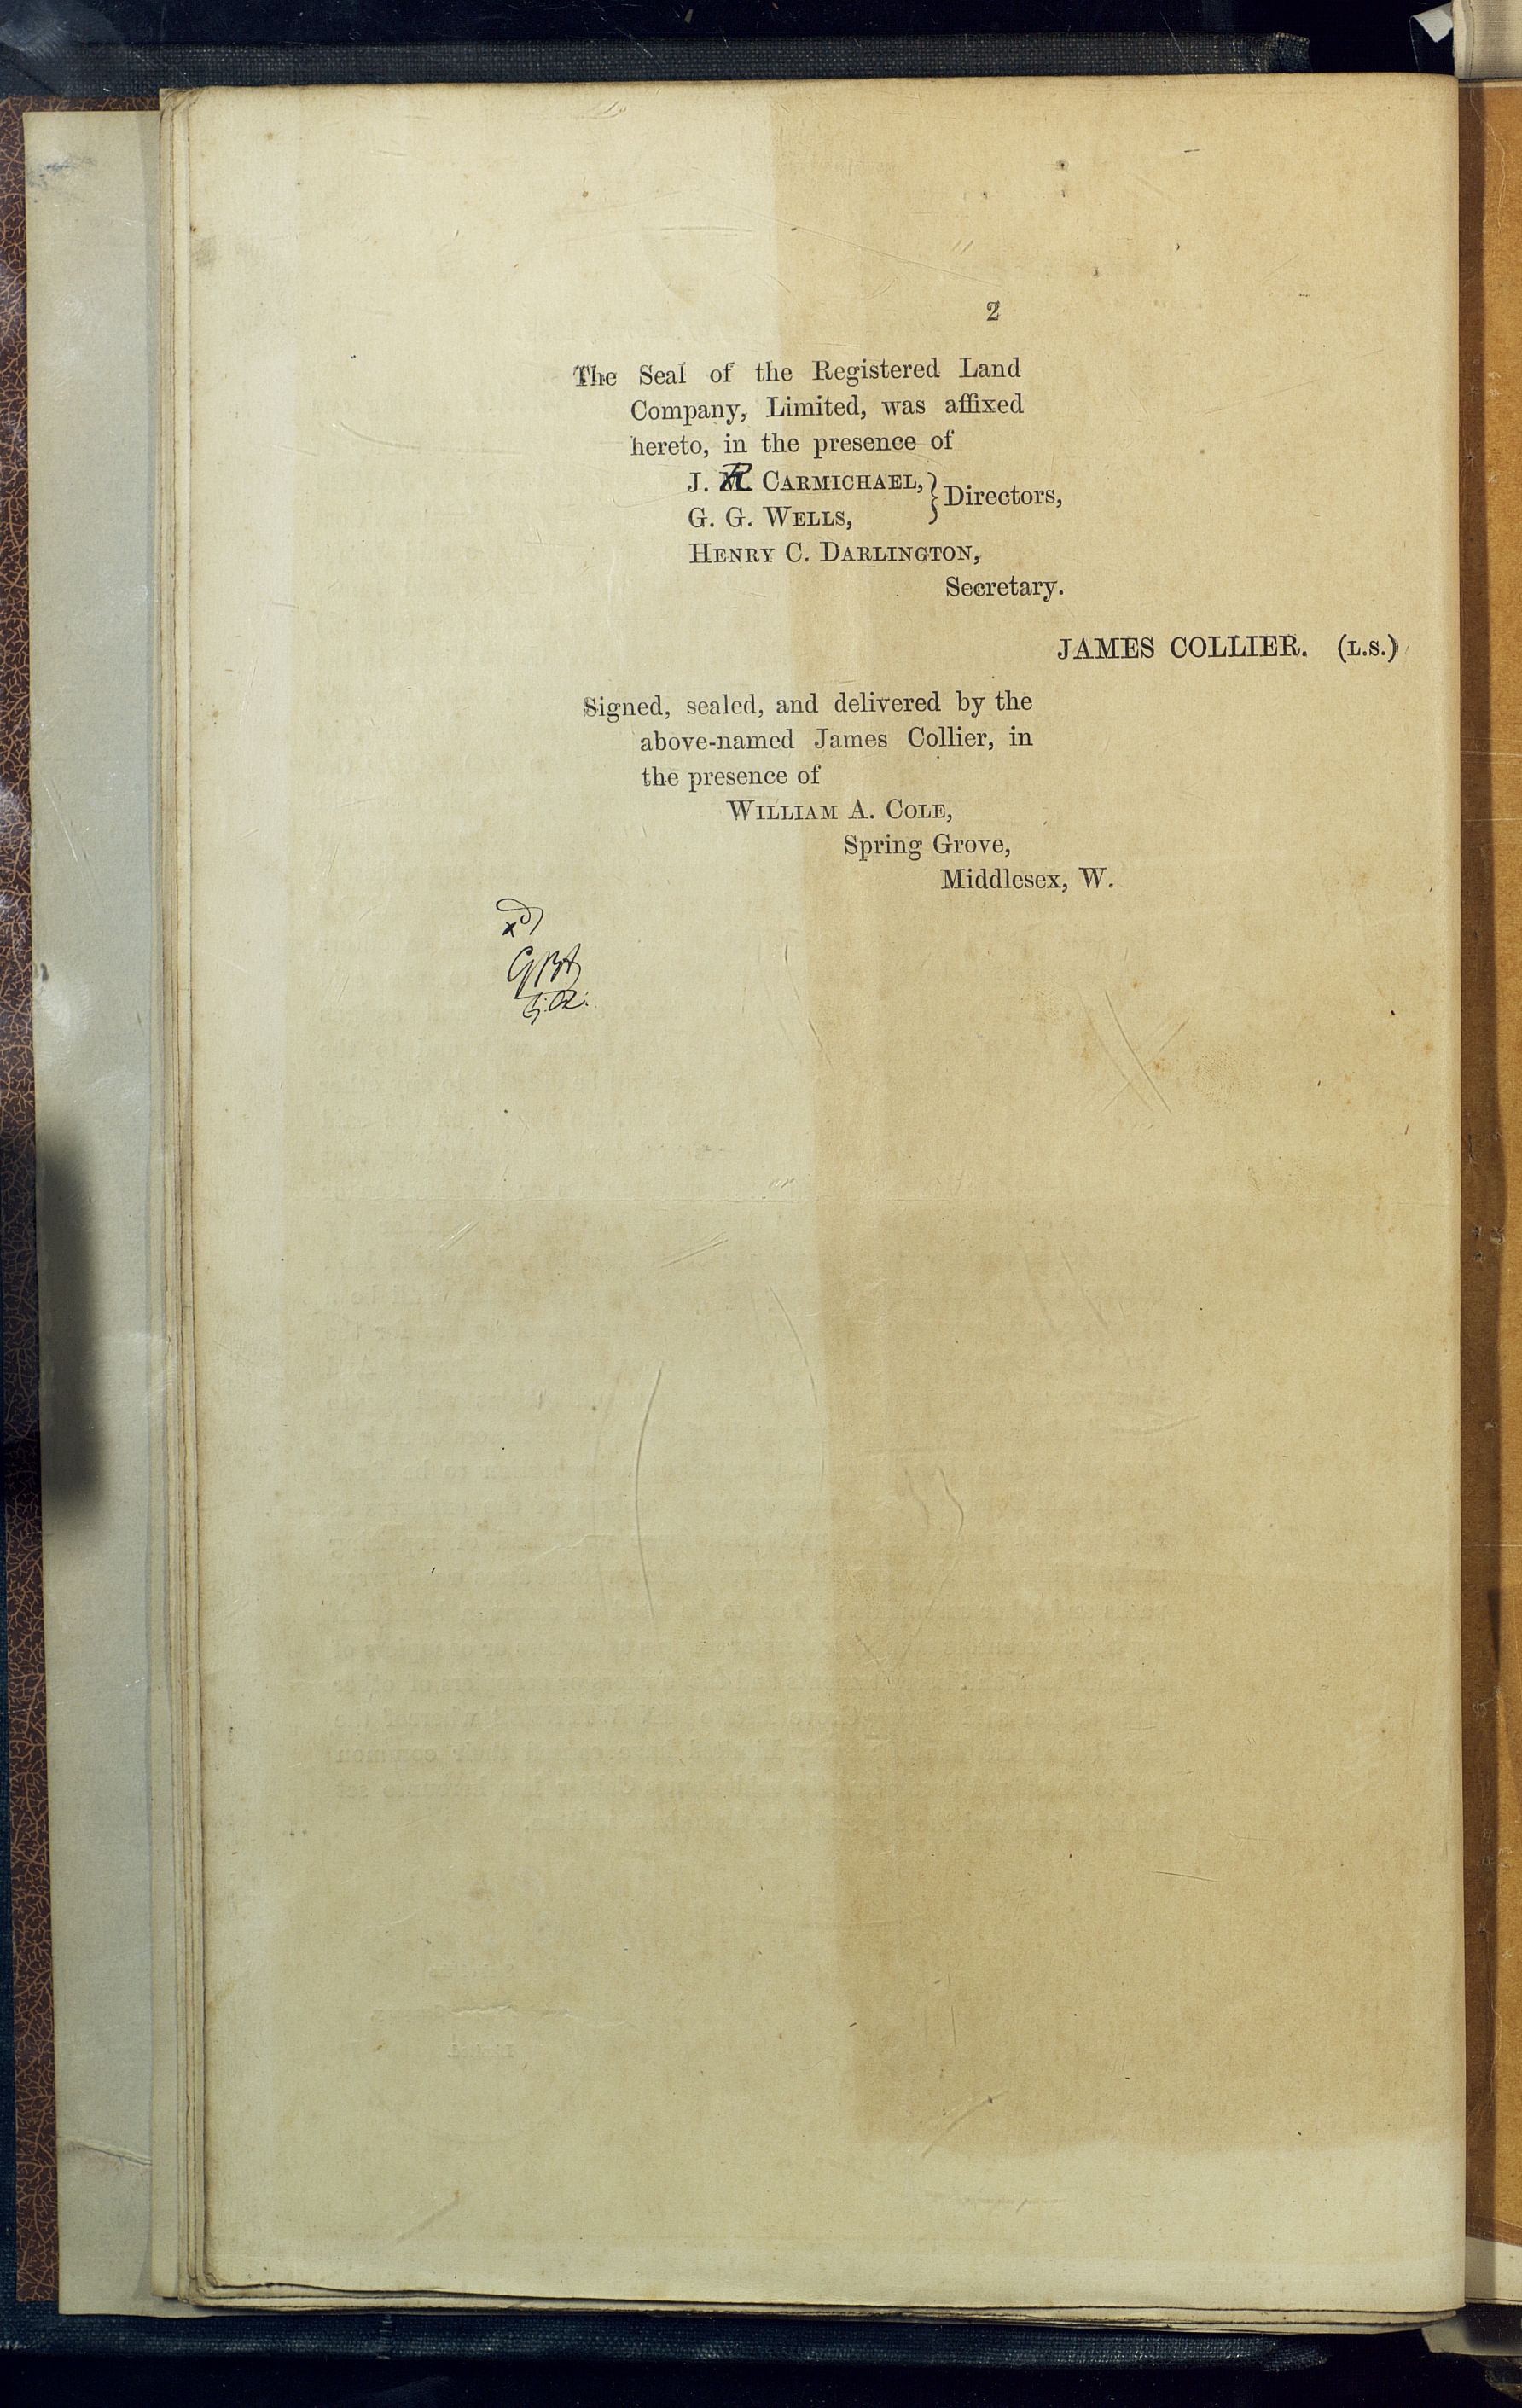 2
The Seal of the Registered Land
Company, Limited, was affixed
hereto, in the presence of
J. R. CARMICHAEL, } Directors,
G. G. WELLS,
HENRY C. DARLINGTON,
Secretary.
JAMES COLLIER. (L.S.)
Signed, sealed, and delivered by the
above-named James Collier, in
the presence of
WILLIAM A. COLE,
Spring Grove,
Middlesex, W.